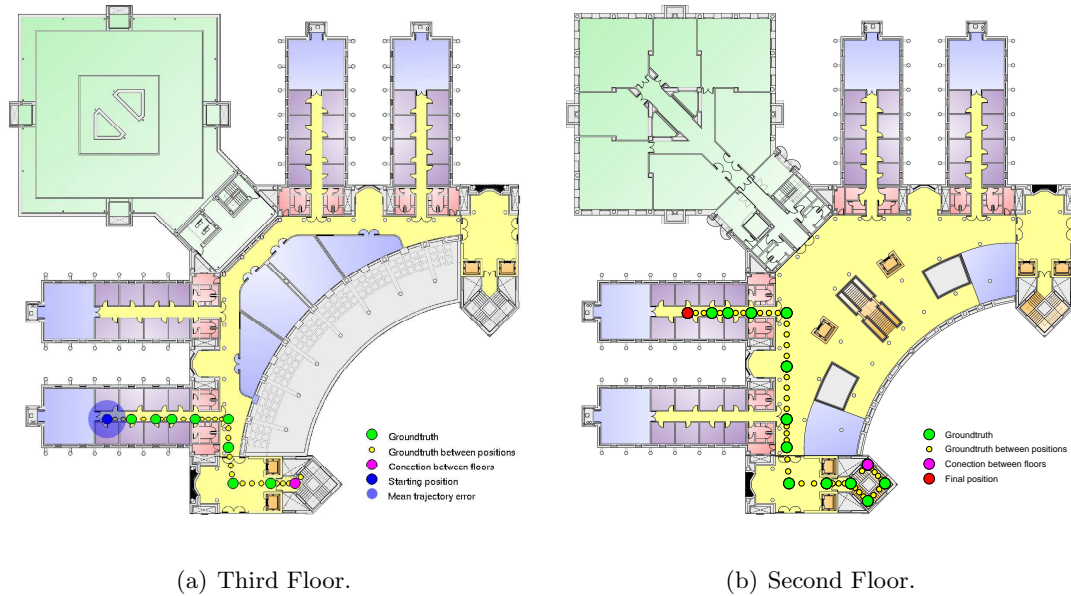 Groundtruth
Groundtruth between positions
Conection between floors
Starting position
Mean trajectory error
Groundtruth
Groundtruth between positions
Conection between floors
Final position
(a) Third Floor.
(b) Second Floor.